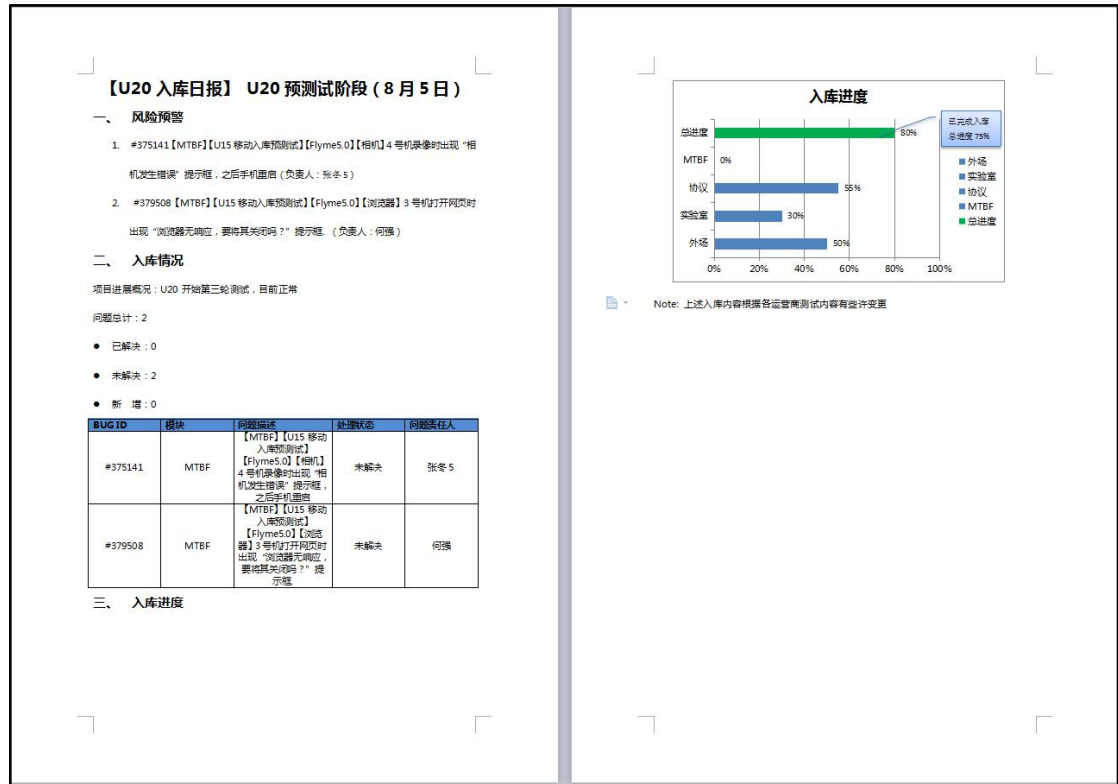 【U20 入库日报】 U20 预测试阶段（8 月 5 日）
一、 风险预警
1. #375141【MTBF】【U15 移动入库预测试】【Flyme5.0】【相机】4 号机录像时出现“相
机发生错误”提示框，之后手机重启（负责人：张冬 5）
2. #379508【MTBF】【U15 移动入库预测试】【Flyme5.0】【浏览器】3 号机打开网页时
出现“浏览器无响应，要将其关闭吗？”提示框.（负责人：何强）
二、 入库情况
项目进展概况：U20 开始第三轮测试，目前正常
问题总计：2
● 已解决：0
● 未解决：2
● 新 增：0
BUG ID 模块 问题描述 处理状态 问题责任人
【MTBF】【U15 移动
入库预测试】
【Flyme5.0】【相机】
#375141 MTBF 4 号机录像时出现“相 未解决 张冬 5
机发生错误”提示框，
之后手机重启
【MTBF】【U15 移动
入库预测试】
【Flyme5.0】【浏览
#379508 MTBF 器】3 号机打开网页时 未解决 何强
出现“浏览器无响应，
要将其关闭吗？”提
示框
三、 入库进度
入库进度
已完成入库
总进度 75%
总进度 80%
MTBF 0%
协议 55%
实验室 30%
外场 50%
0% 20% 40% 60% 80% 100%
外场
实验室
协议
MTBF
总进度
Note: 上述入库内容根据各运营商测试内容有些许变更